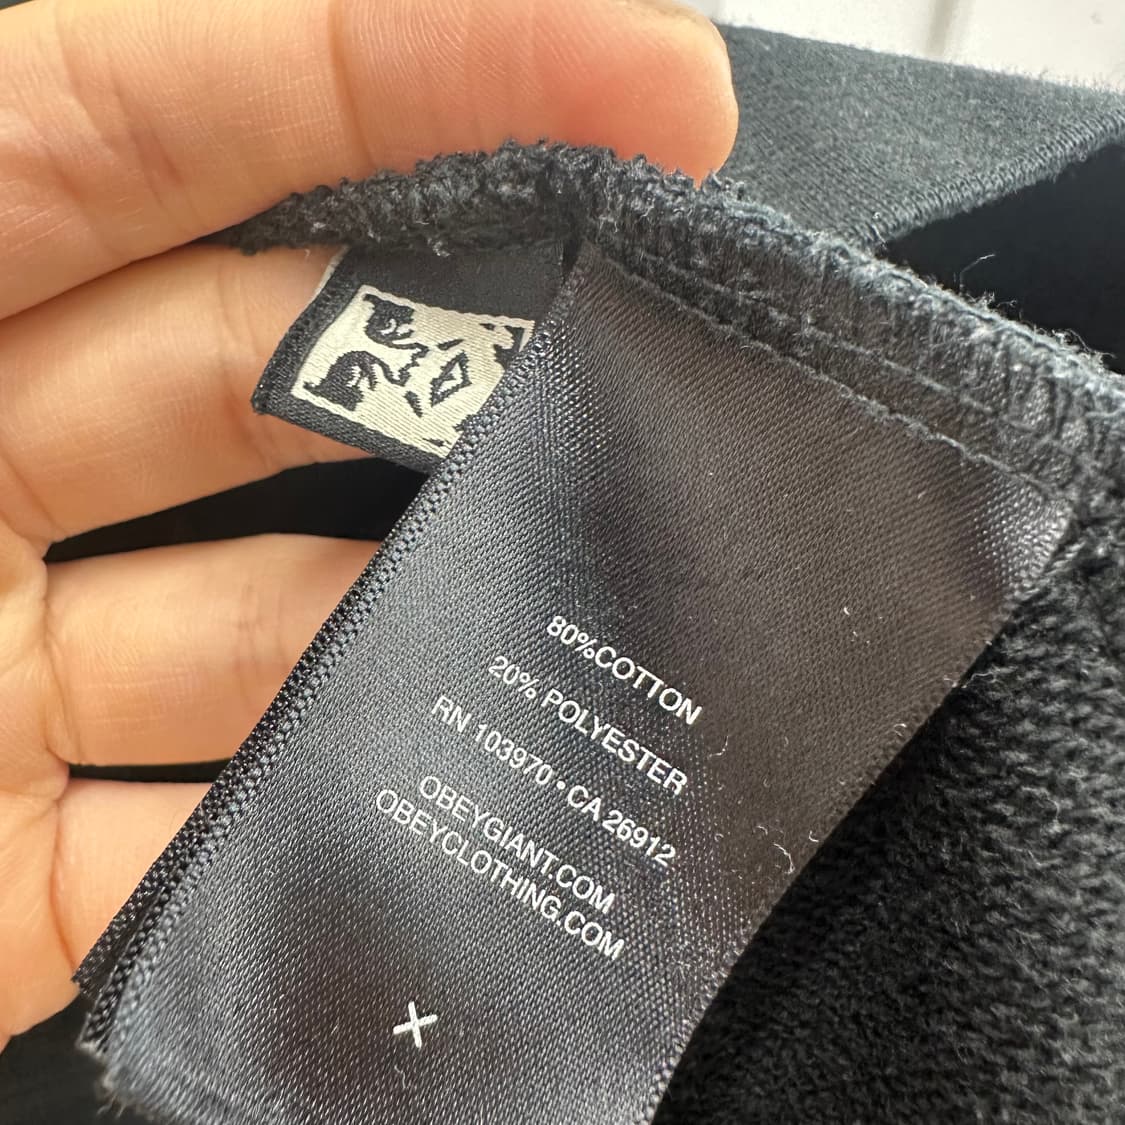 80%COTTON
20% POLYESTER
RN 103970 • CA 26912
OBEYGIANT.COM
OBEYCLOTHING.COM